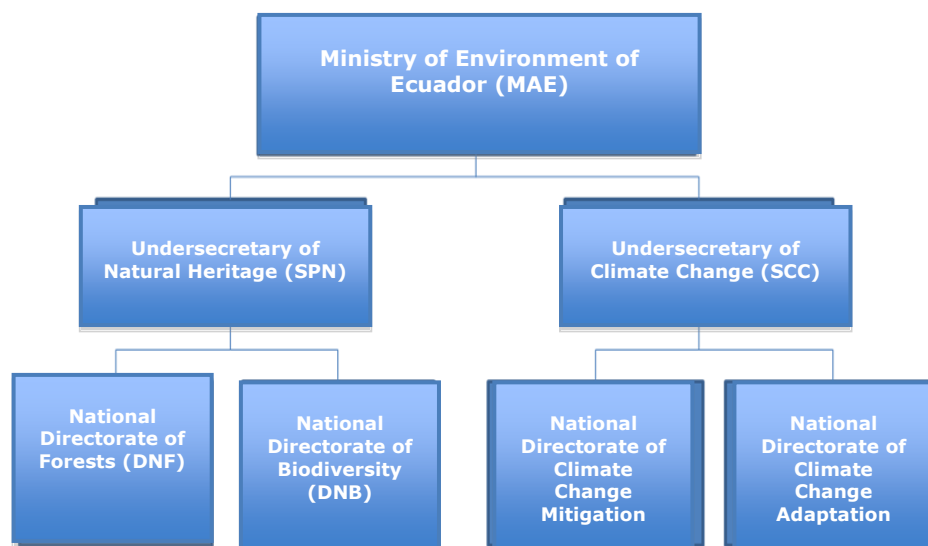 Ministry of Environment of
Ecuador (MAE)
Undersecretary of
Natural Heritage (SPN)
Undersecretary of
Climate Change (SCC)
National
Directorate of
Forests (DNF)
National
Directorate of
Biodiversity
(DNB)
National
Directorate of
Climate
Change
Mitigation
National
Directorate of
Climate
Change
Adaptation